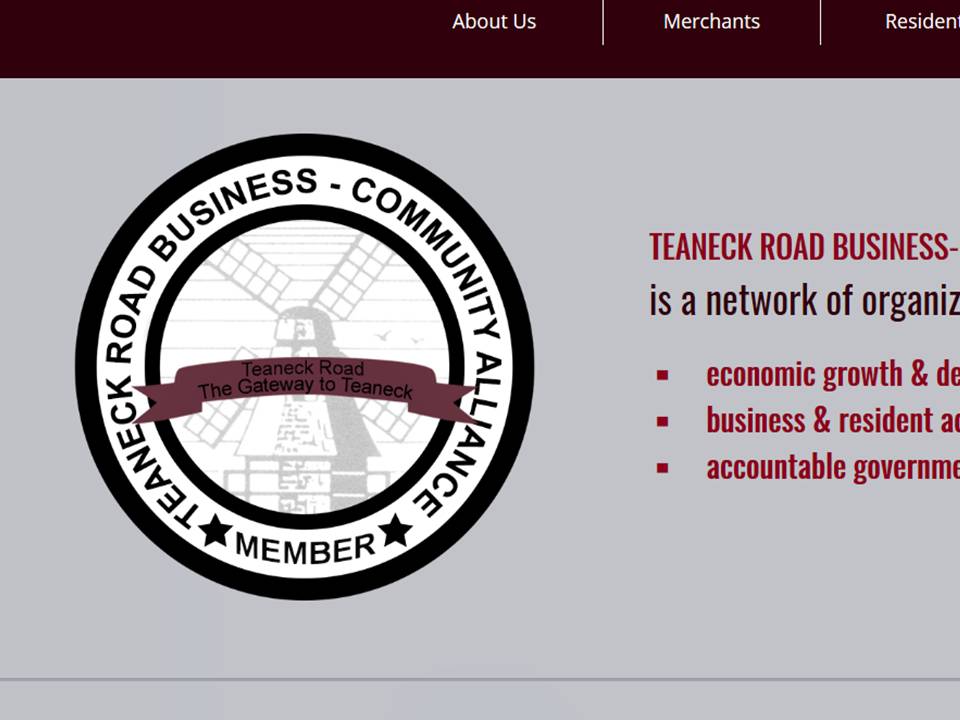 About Us
Merchants
Resident
TEANECK ROAD BUSINESS - COMMUNITY ALLIANCE
Teaneck Road
The Gateway to Teaneck
★ MEMBER ★
TEANECK ROAD BUSINESS-
is a network of organiz
▪ economic growth & de
▪ business & resident ac
▪ accountable governme